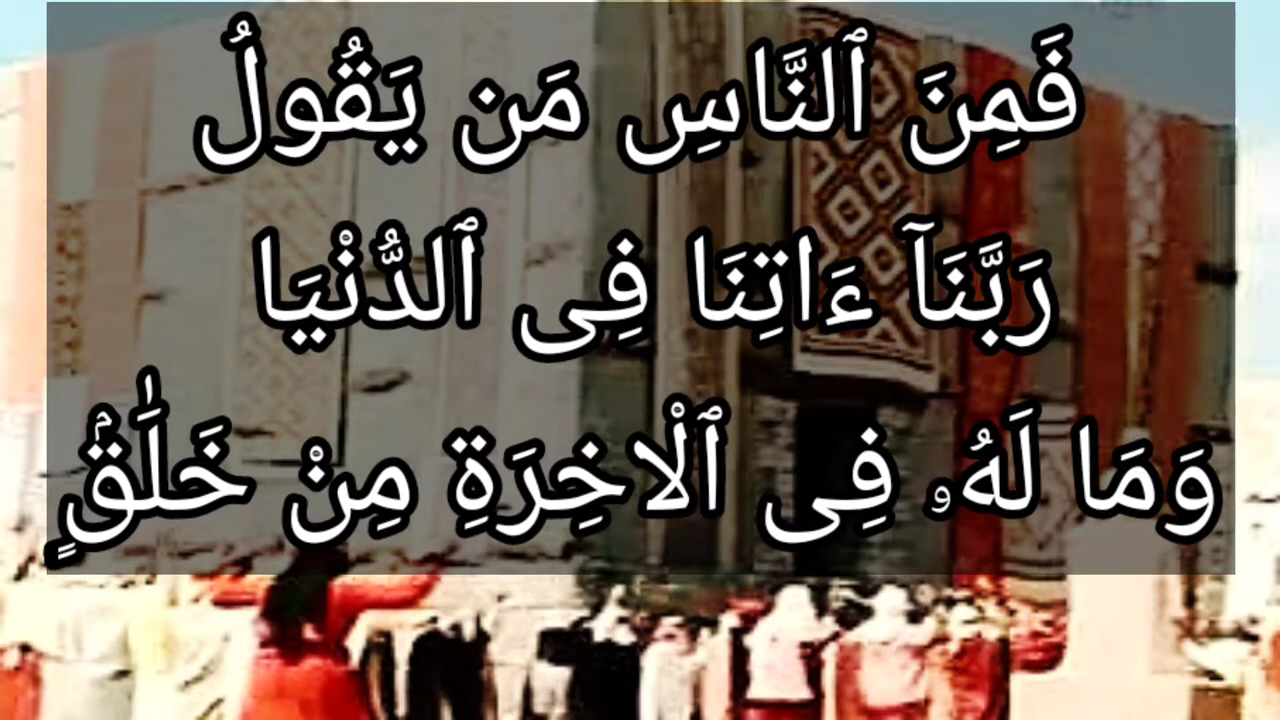 فَمِنَ ٱلنَّاسِ مَن يَقُولُ
رَبَّنَآ ءَاتِنَا فِى ٱلدُّنْيَا
وَمَا لَهُۥ فِى ٱلْاخِرَةِ مِنْ خَلَٰقٍۢ